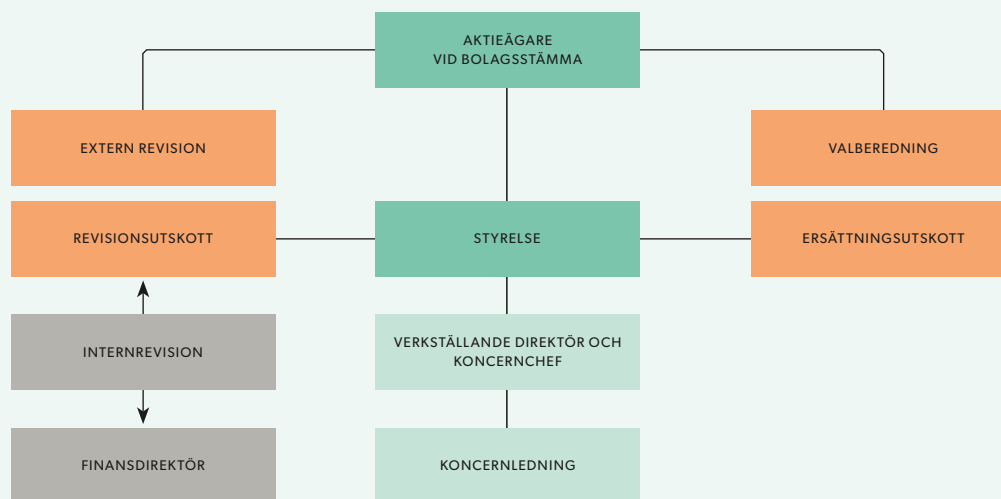 AKTIEÄGARE
VID BOLAGSSTÄMMA
EXTERN REVISION
VALBEREDNING
REVISIONSUTSKOTT
STYRELSE
ERSÄTTNINGSUTSKOTT
INTERNREVISION
VERKSTÄLLANDE DIREKTÖR OCH
KONCERNCHEF
FINANSDIREKTÖR
KONCERNLEDNING